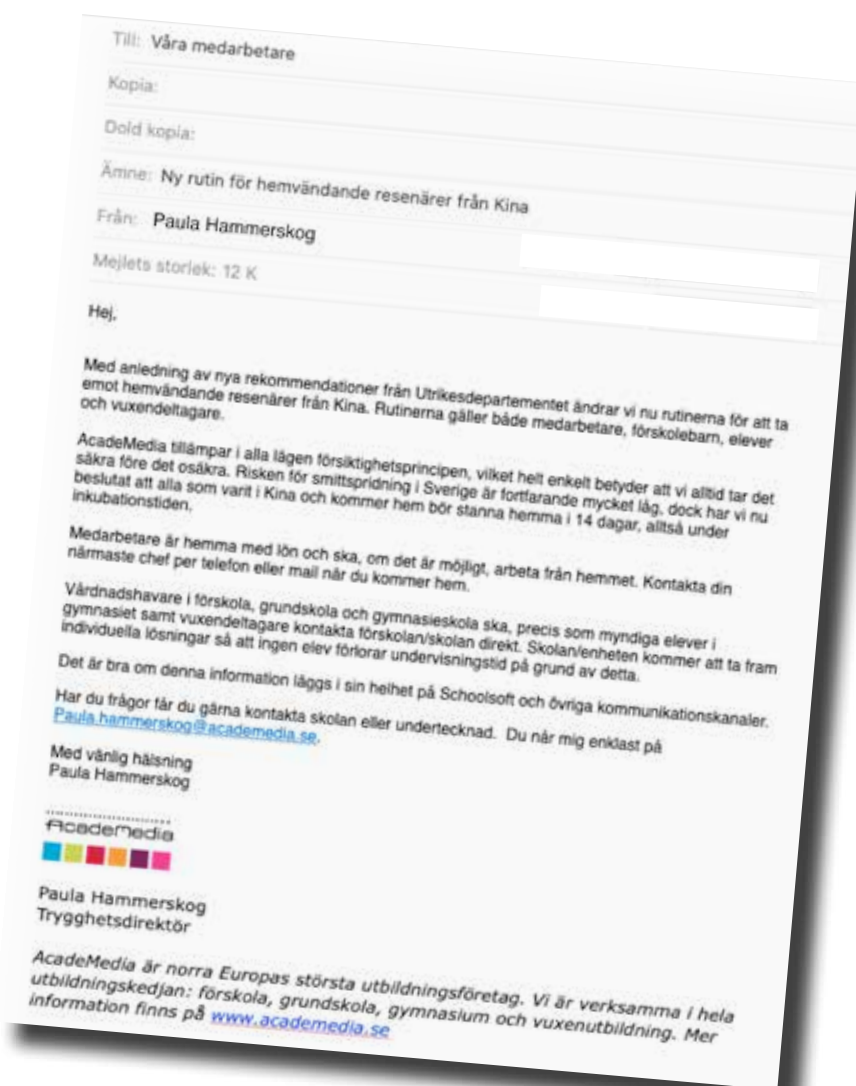 Till: Våra medarbetare
Kopia:
Dold kopia:
Ämne: Ny rutin för hemvändande resenärer från Kina
Från: Paula Hammerskog
Mejlets storlek: 12 K
Hej,
Med anledning av nya rekommendationer från Utrikesdepartementet ändrar vi nu rutinerna för att ta
emot hemvändande resenärer från Kina. Rutinerna gäller både medarbetare, förskolebarn, elever
och vuxendeltagare.
AcadeMedia tillämpar i alla lägen försiktighetsprincipen, vilket helt enkelt betyder att vi alltid tar det
säkra före det osäkra. Risken för smittspridning i Sverige är fortfarande mycket låg, dock har vi nu
beslutat att alla som varit i Kina och kommer hem bör stanna hemma i 14 dagar, alltså under
inkubationstiden.
Medarbetare är hemma med lön och ska, om det är möjligt, arbeta från hemmet. Kontakta din
närmaste chef per telefon eller mail när du kommer hem.
Vårdnadshavare i förskola, grundskola och gymnasieskola ska, precis som myndiga elever i
gymnasiet samt vuxendeltagare kontakta förskolan/skolan direkt. Skolan/enheten kommer att ta fram
individuella lösningar så att ingen elev förlorar undervisningstid på grund av detta.
Det är bra om denna information läggs i sin helhet på Schoolsoft och övriga kommunikationskanaler.
Har du frågor får du gärna kontakta skolan eller undertecknad. Du når mig enklast på
Paula.hammerskog@academedia.se.
Med vänlig hälsning
Paula Hammerskog
AcadeMedia
Paula Hammerskog
Trygghetsdirektör
AcadeMedia är norra Europas största utbildningsföretag. Vi är verksamma i hela
utbildningskedjan: förskola, grundskola, gymnasium och vuxenutbildning. Mer
information finns på www.academedia.se